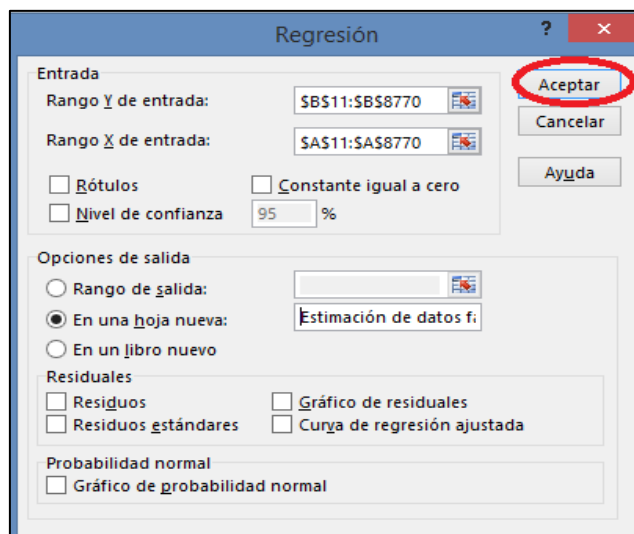 Regresión
?
×
Entrada
Rango Y de entrada:
$B$11:$B$8770
Rango X de entrada:
$A$11:$A$8770
Rótulos
Constante igual a cero
Nivel de confianza
95
%
Aceptar
Cancelar
Ayuda
Opciones de salida
Rango de salida:
En una hoja nueva:
Estimación de datos
En un libro nuevo
Residuales
Residuos
Gráfico de residuales
Residuos estándares
Curva de regresión ajustada
Probabilidad normal
Gráfico de probabilidad normal